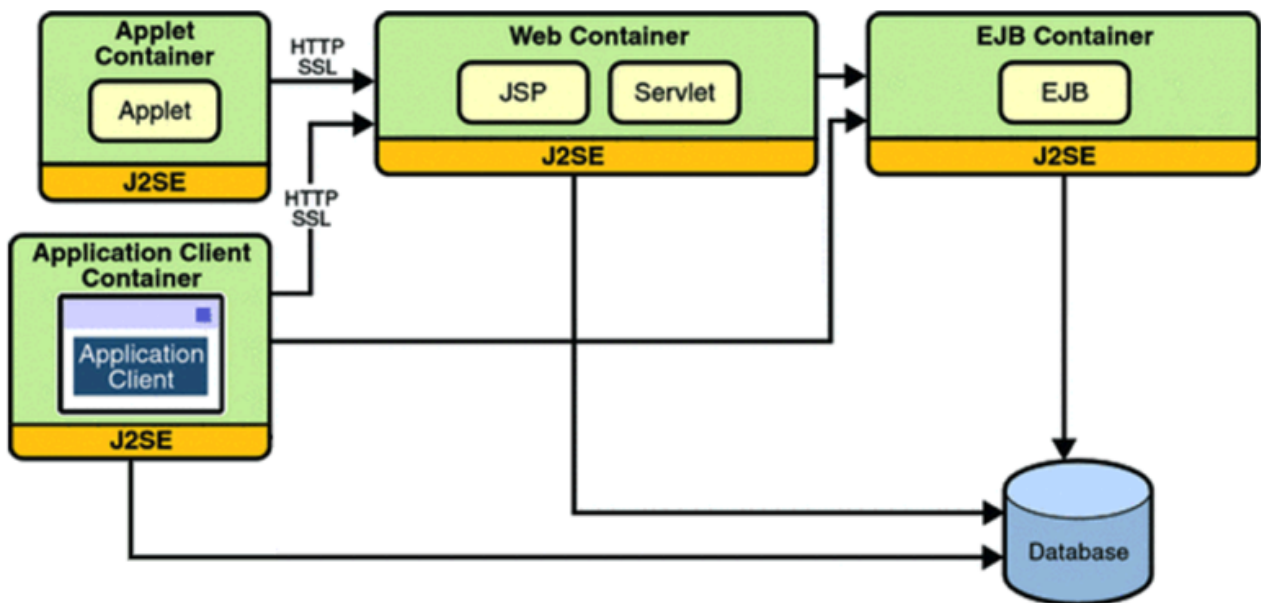 Applet
Container
Applet
J2SE
HTTP
SSL
Web Container
JSP
Servlet
J2SE
EJB Container
EJB
J2SE
HTTP
SSL
Application Client
Container
Application
Client
J2SE
Database